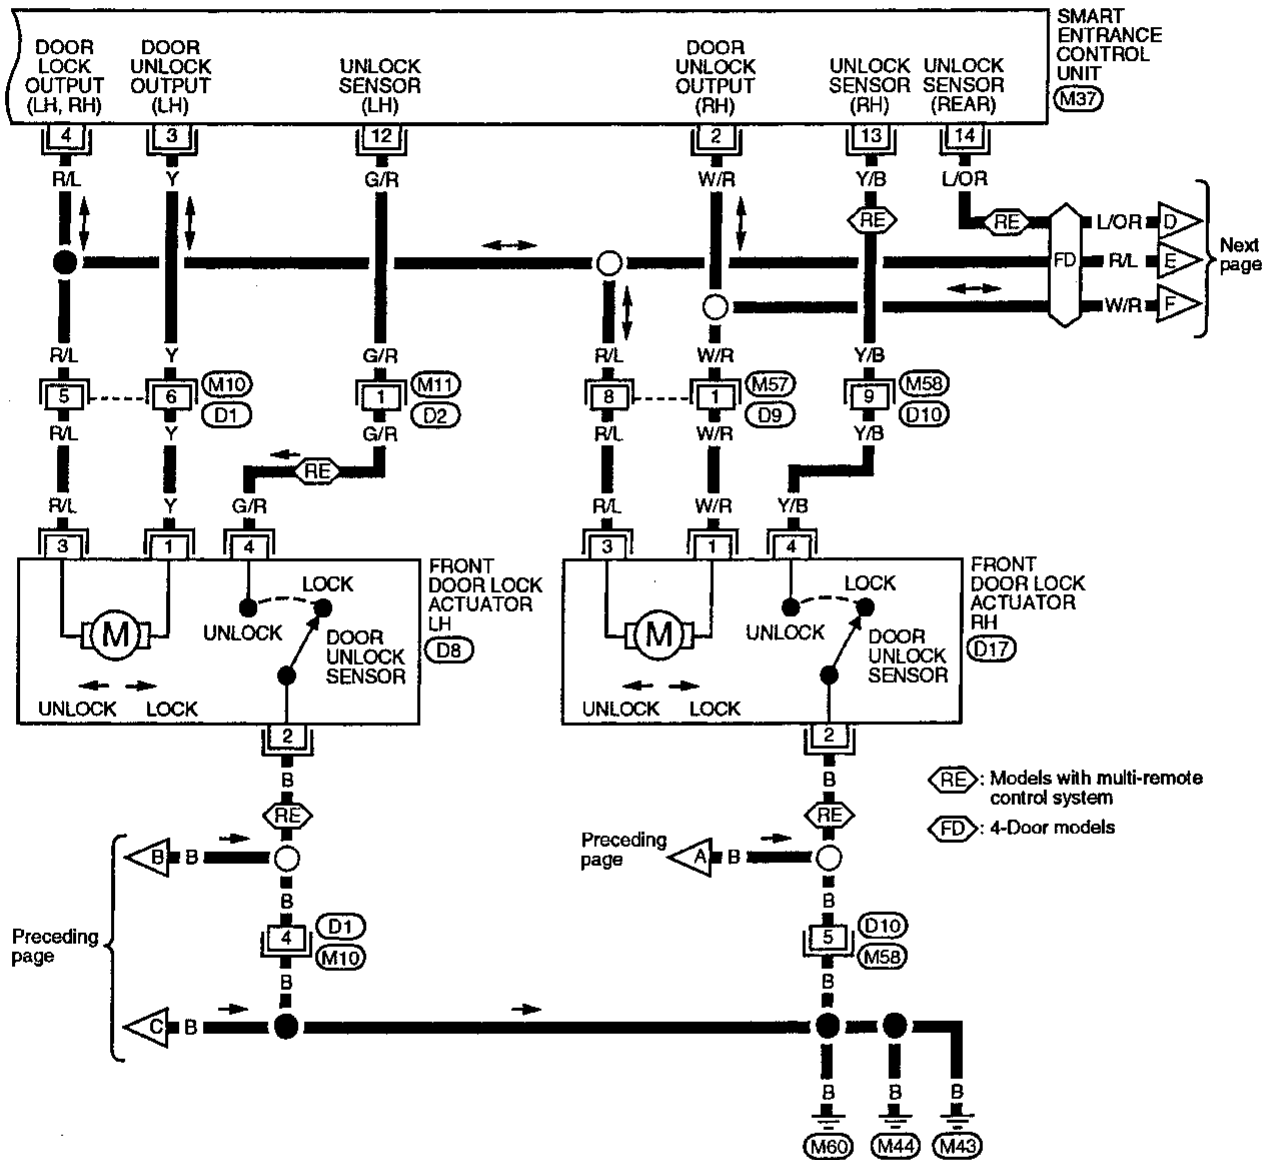 SMART
ENTRANCE
CONTROL
UNIT
M37
DOOR
LOCK
OUTPUT
(LH, RH)
DOOR
UNLOCK
OUTPUT
(LH)
UNLOCK
SENSOR
(LH)
DOOR
UNLOCK
OUTPUT
(RH)
UNLOCK
SENSOR
(RH)
UNLOCK
SENSOR
(REAR)
4 3 12 2 13 14
R/L Y G/R W/R Y/B L/OR
RE RE L/OR D
FD R/L E
W/R F
Next
page
R/L Y G/R R/L W/R Y/B
5 6 M10 1 M11 8 1 M57 9 M58
D1 D2 D9 D10
R/L Y G/R R/L W/R Y/B
RE
R/L Y G/R R/L W/R Y/B
3 1 4 3 1 4
FRONT
DOOR LOCK
ACTUATOR
LH
D8
LOCK
UNLOCK
M
DOOR
UNLOCK
SENSOR
UNLOCK LOCK
2
FRONT
DOOR LOCK
ACTUATOR
RH
D17
LOCK
UNLOCK
M
DOOR
UNLOCK
SENSOR
UNLOCK LOCK
2
B B
RE RE
RE : Models with multi-remote
control system
FD : 4-Door models
B B
Preceding
page
A B
B B
Preceding
page
4 D1
M10
5 D10
M58
B B
C B
B B B
M60 M44 M43